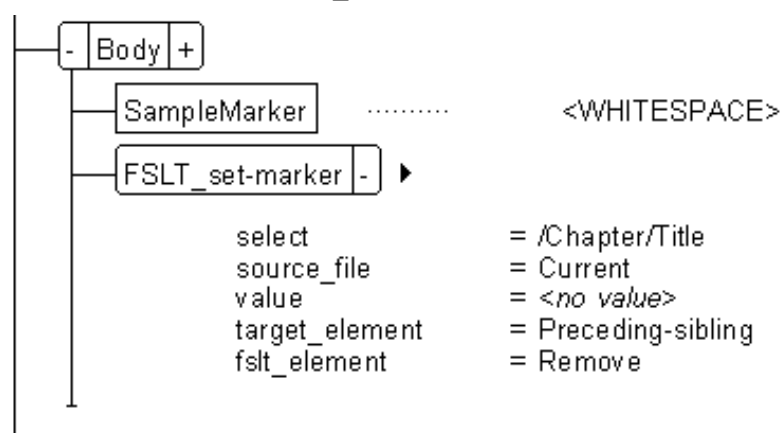 - Body +
SampleMarker .......... <WHITESPACE>
FSLT_set-marker -
select = /Chapter/Title
source_file = Current
value = <no value>
target_element = Preceding-sibling
fslt_element = Remove